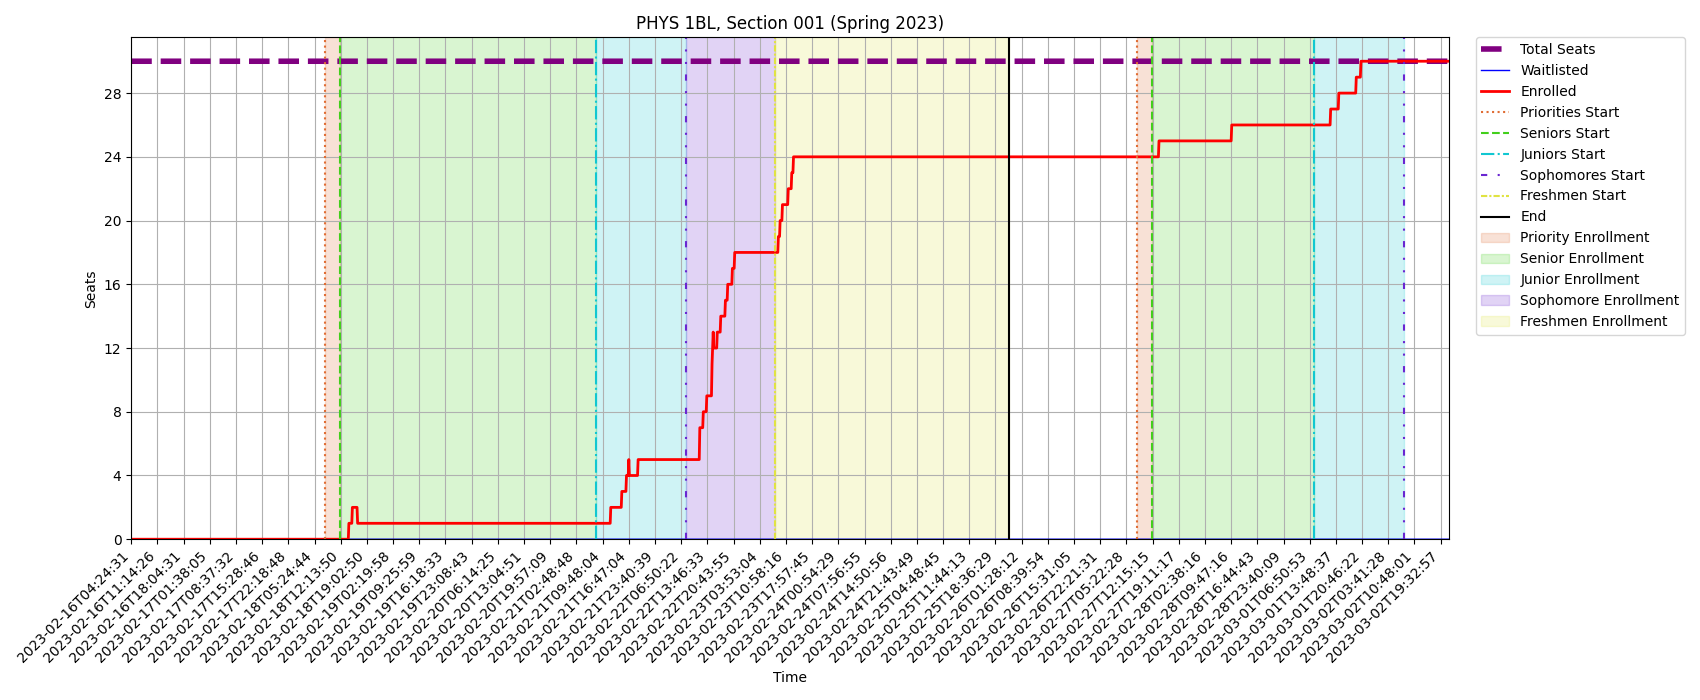 PHYS 1BL, Section 001 (Spring 2023)
Total Seats
Waitlisted
Enrolled
Priorities Start
Seniors Start
Juniors Start
Sophomores Start
Freshmen Start
End
Priority Enrollment
Senior Enrollment
Junior Enrollment
Sophomore Enrollment
Freshmen Enrollment
Seats
28
24
20
16
12
8
4
0
2023-02-16T04:24:31
2023-02-16T11:14:26
2023-02-16T18:04:31
2023-02-17T01:38:05
2023-02-17T08:37:32
2023-02-17T15:28:46
2023-02-17T22:18:48
2023-02-18T05:24:44
2023-02-18T12:13:50
2023-02-18T19:02:50
2023-02-19T02:19:58
2023-02-19T09:25:59
2023-02-19T16:18:33
2023-02-19T23:08:43
2023-02-20T06:14:25
2023-02-20T13:04:51
2023-02-20T19:57:09
2023-02-21T02:48:48
2023-02-21T09:48:04
2023-02-21T16:47:04
2023-02-21T23:40:39
2023-02-22T06:50:22
2023-02-22T13:46:33
2023-02-22T20:43:55
2023-02-23T03:53:04
2023-02-23T10:58:16
2023-02-23T17:57:45
2023-02-24T00:54:29
2023-02-24T07:56:55
2023-02-24T14:50:56
2023-02-24T21:43:49
2023-02-25T04:48:45
2023-02-25T11:44:13
2023-02-25T18:36:29
2023-02-26T01:28:12
2023-02-26T08:39:54
2023-02-26T15:31:05
2023-02-26T22:21:31
2023-02-27T05:22:28
2023-02-27T12:15:15
2023-02-27T19:11:17
2023-02-28T02:38:16
2023-02-28T09:47:16
2023-02-28T16:44:43
2023-02-28T23:40:09
2023-03-01T06:50:53
2023-03-01T13:48:37
2023-03-01T20:46:22
2023-03-02T03:41:28
2023-03-02T10:48:01
2023-03-02T19:32:57
Time